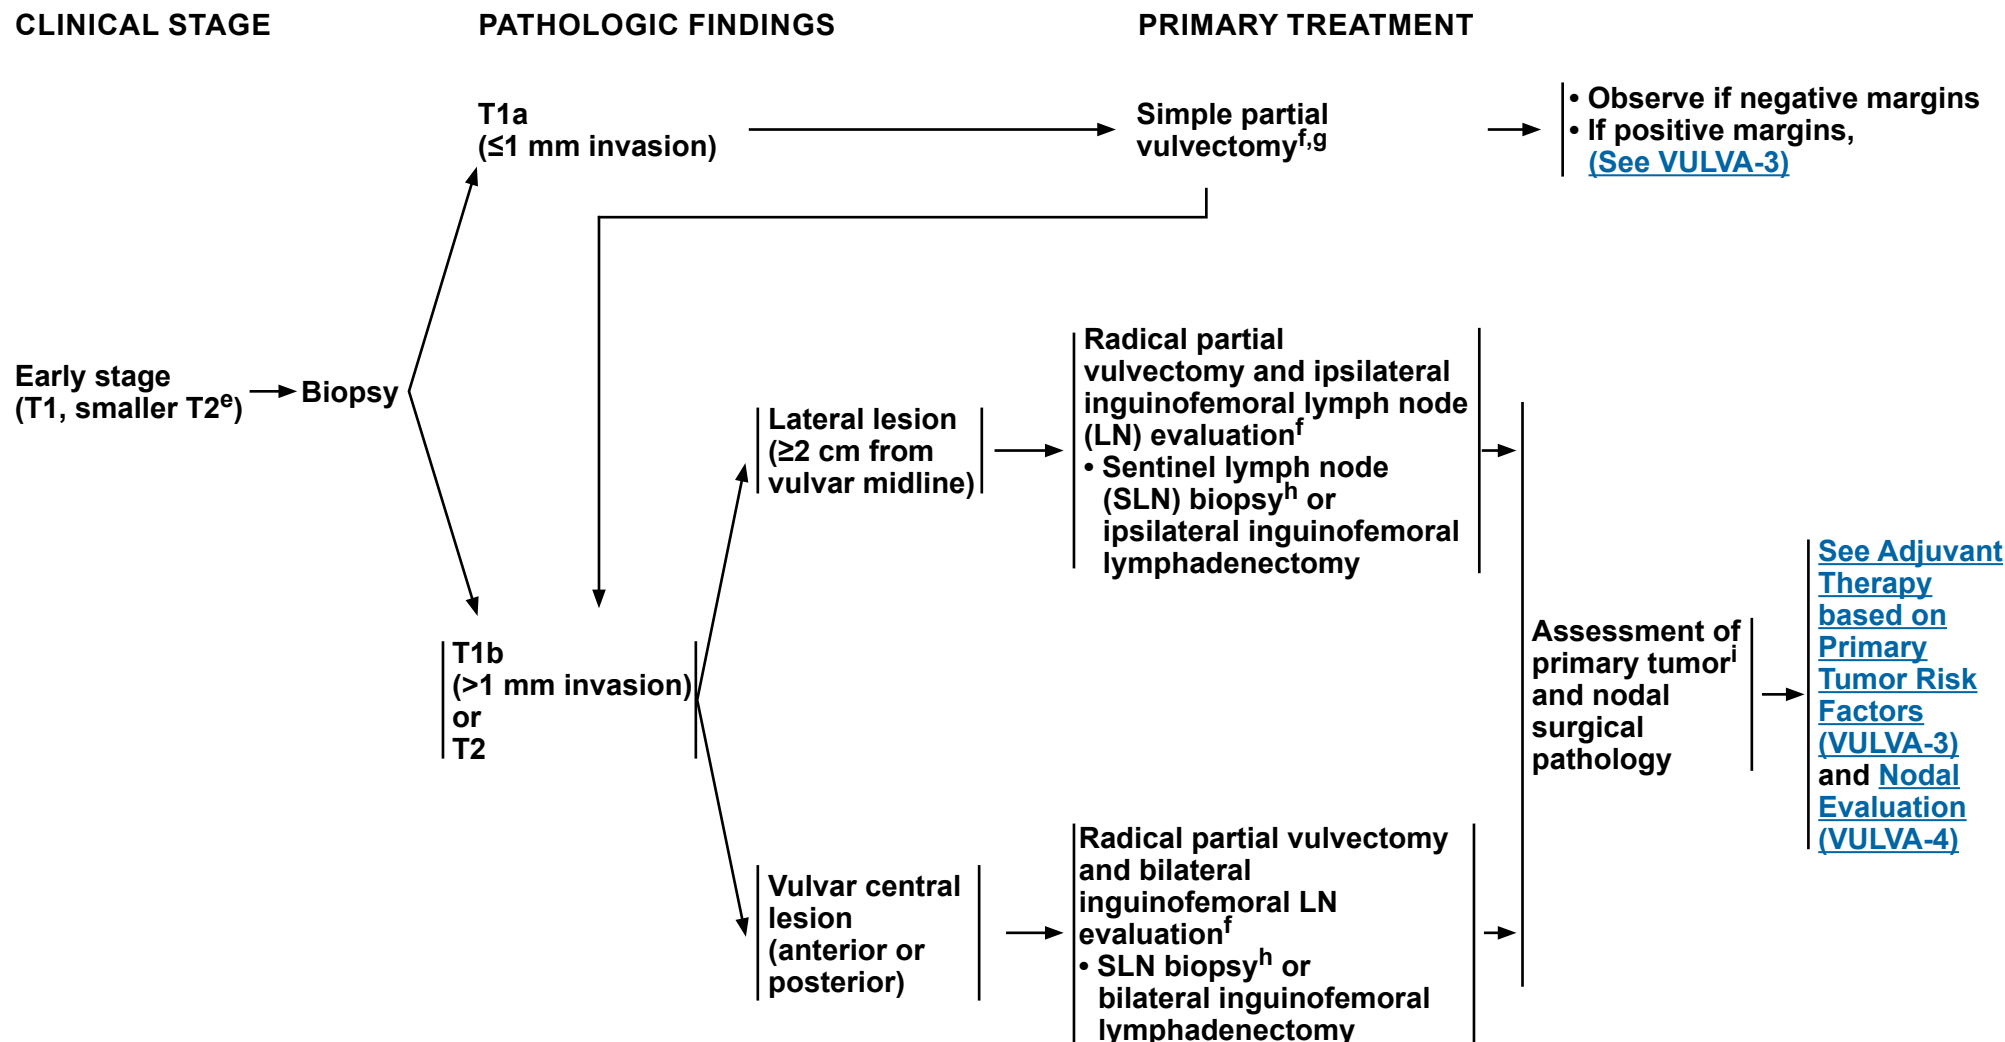 CLINICAL STAGE
PATHOLOGIC FINDINGS
PRIMARY TREATMENT
T1a
(≤1 mm invasion)
Simple partial
vulvectomyf,g
• Observe if negative margins
• If positive margins,
(See VULVA-3)
Early stage
(T1, smaller T2e)
Biopsy
T1b
(>1 mm invasion)
or
T2
Lateral lesion
(≥2 cm from
vulvar midline)
Radical partial
vulvectomy and ipsilateral
inguinofemoral lymph node
(LN) evaluationf
• Sentinel lymph node
(SLN) biopsyh or
ipsilateral inguinofemoral
lymphadenectomy
Vulvar central
lesion
(anterior or
posterior)
Radical partial vulvectomy
and bilateral
inguinofemoral LN
evaluationf
• SLN biopsyh or
bilateral inguinofemoral
lymphadenectomy
Assessment of
primary tumori
and nodal
surgical
pathology
See Adjuvant
Therapy
based on
Primary
Tumor Risk
Factors
(VULVA-3)
and Nodal
Evaluation
(VULVA-4)